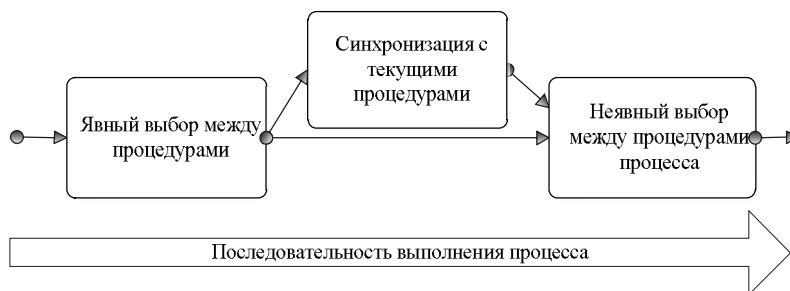 Явный выбор между
процедурами
Синхронизация с
текущими
процедурами
Неявный выбор
между процедурами
процесса
Последовательность выполнения процесса